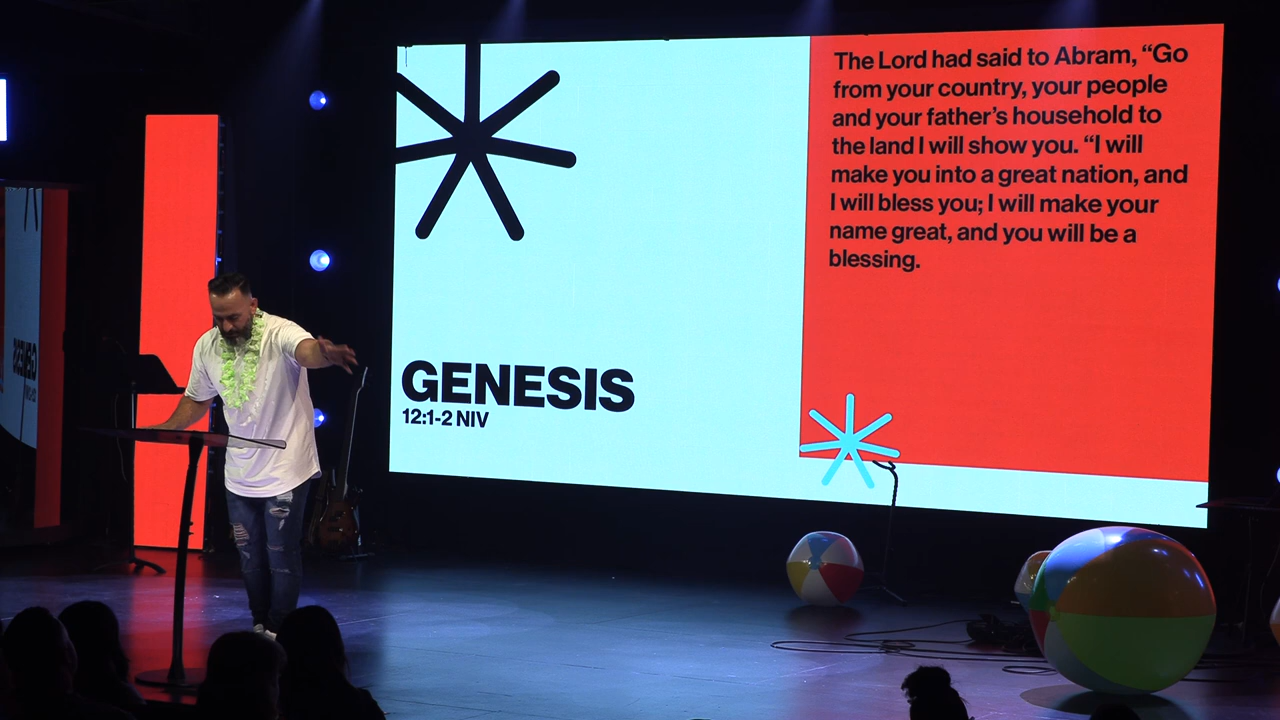 The Lord had said to Abram, “Go
from your country, your people
and your father’s household to
the land I will show you. “I will
make you into a great nation, and
I will bless you; I will make your
name great, and you will be a
blessing.
GENESIS
12:1-2 NIV